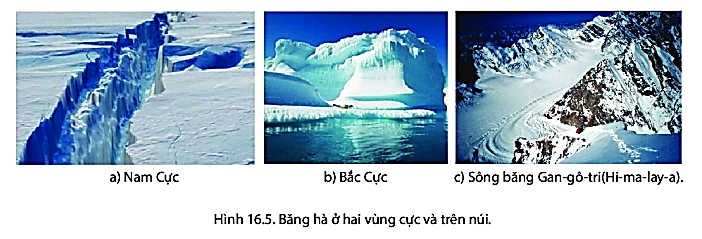 a) Nam Cực
b) Bắc Cực
c) Sông băng Gan-gô-tri(Hi-ma-lay-a).
Hình 16.5. Băng hà ở hai vùng cực và trên núi.